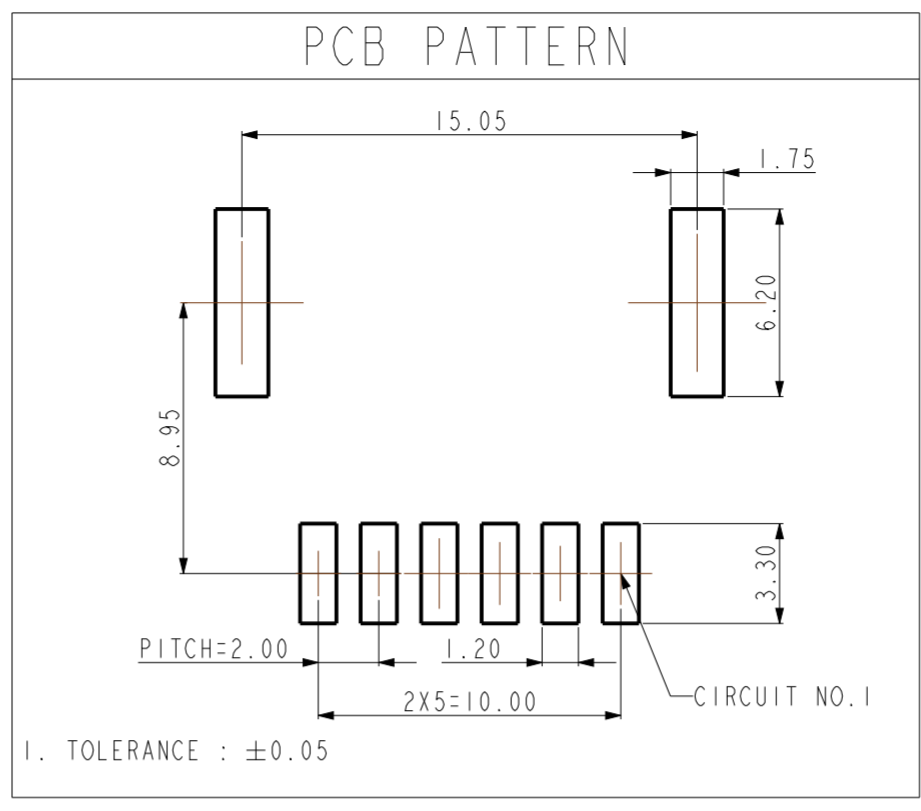 PCB PATTERN
15.05
1.75
6.20
8.95
3.30
PITCH=2.00
1.20
2X5=10.00
CIRCUIT NO.1
1. TOLERANCE : ±0.05